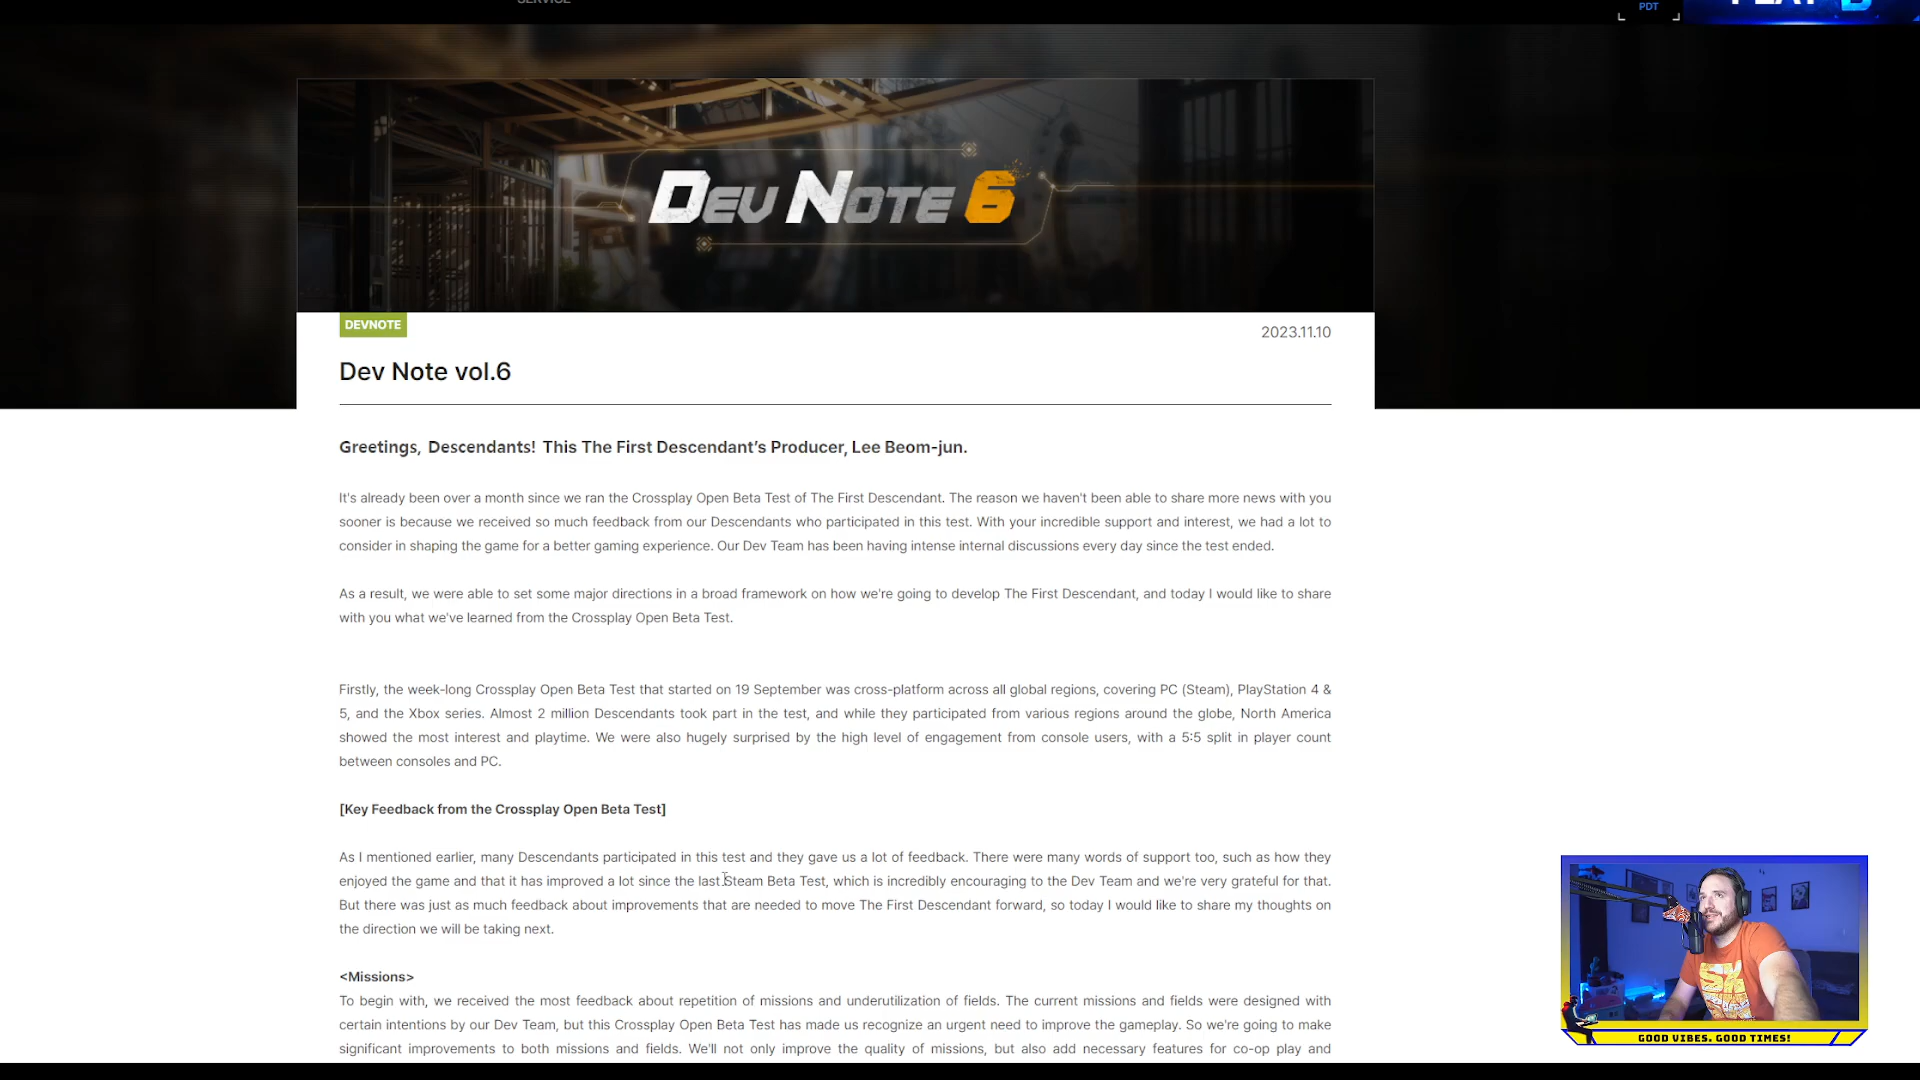 SERVICE
PDT
PLAY
DEV NOTE 6
DEVNOTE
2023.11.10
Dev Note vol.6
Greetings, Descendants! This The First Descendant's Producer, Lee Beom-jun.
It's already been over a month since we ran the Crossplay Open Beta Test of The First Descendant. The reason we haven't been able to share more news with you
sooner is because we received so much feedback from our Descendants who participated in this test. With your incredible support and interest, we had a lot to
consider in shaping the game for a better gaming experience. Our Dev Team has been having intense internal discussions every day since the test ended.
As a result, we were able to set some major directions in a broad framework on how we're going to develop The First Descendant, and today I would like to share
with you what we've learned from the Crossplay Open Beta Test.
Firstly, the week-long Crossplay Open Beta Test that started on 19 September was cross-platform across all global regions, covering PC (Steam), PlayStation 4 &
5, and the Xbox series. Almost 2 million Descendants took part in the test, and while they participated from various regions around the globe, North America
showed the most interest and playtime. We were also hugely surprised by the high level of engagement from console users, with a 5:5 split in player count
between consoles and PC.
[Key Feedback from the Crossplay Open Beta Test]
As I mentioned earlier, many Descendants participated in this test and they gave us a lot of feedback. There were many words of support too, such as how they
enjoyed the game and that it has improved a lot since the last Steam Beta Test, which is incredibly encouraging to the Dev Team and we're very grateful for that.
But there was just as much feedback about improvements that are needed to move The First Descendant forward, so today I would like to share my thoughts on
the direction we will be taking next.
<Missions>
To begin with, we received the most feedback about repetition of missions and underutilization of fields. The current missions and fields were designed with
certain intentions by our Dev Team, but this Crossplay Open Beta Test has made us recognize an urgent need to improve the gameplay. So we're going to make
significant improvements to both missions and fields. We'll not only improve the quality of missions, but also add necessary features for co-op play and
GOOD VIBES. GOOD TIMES!